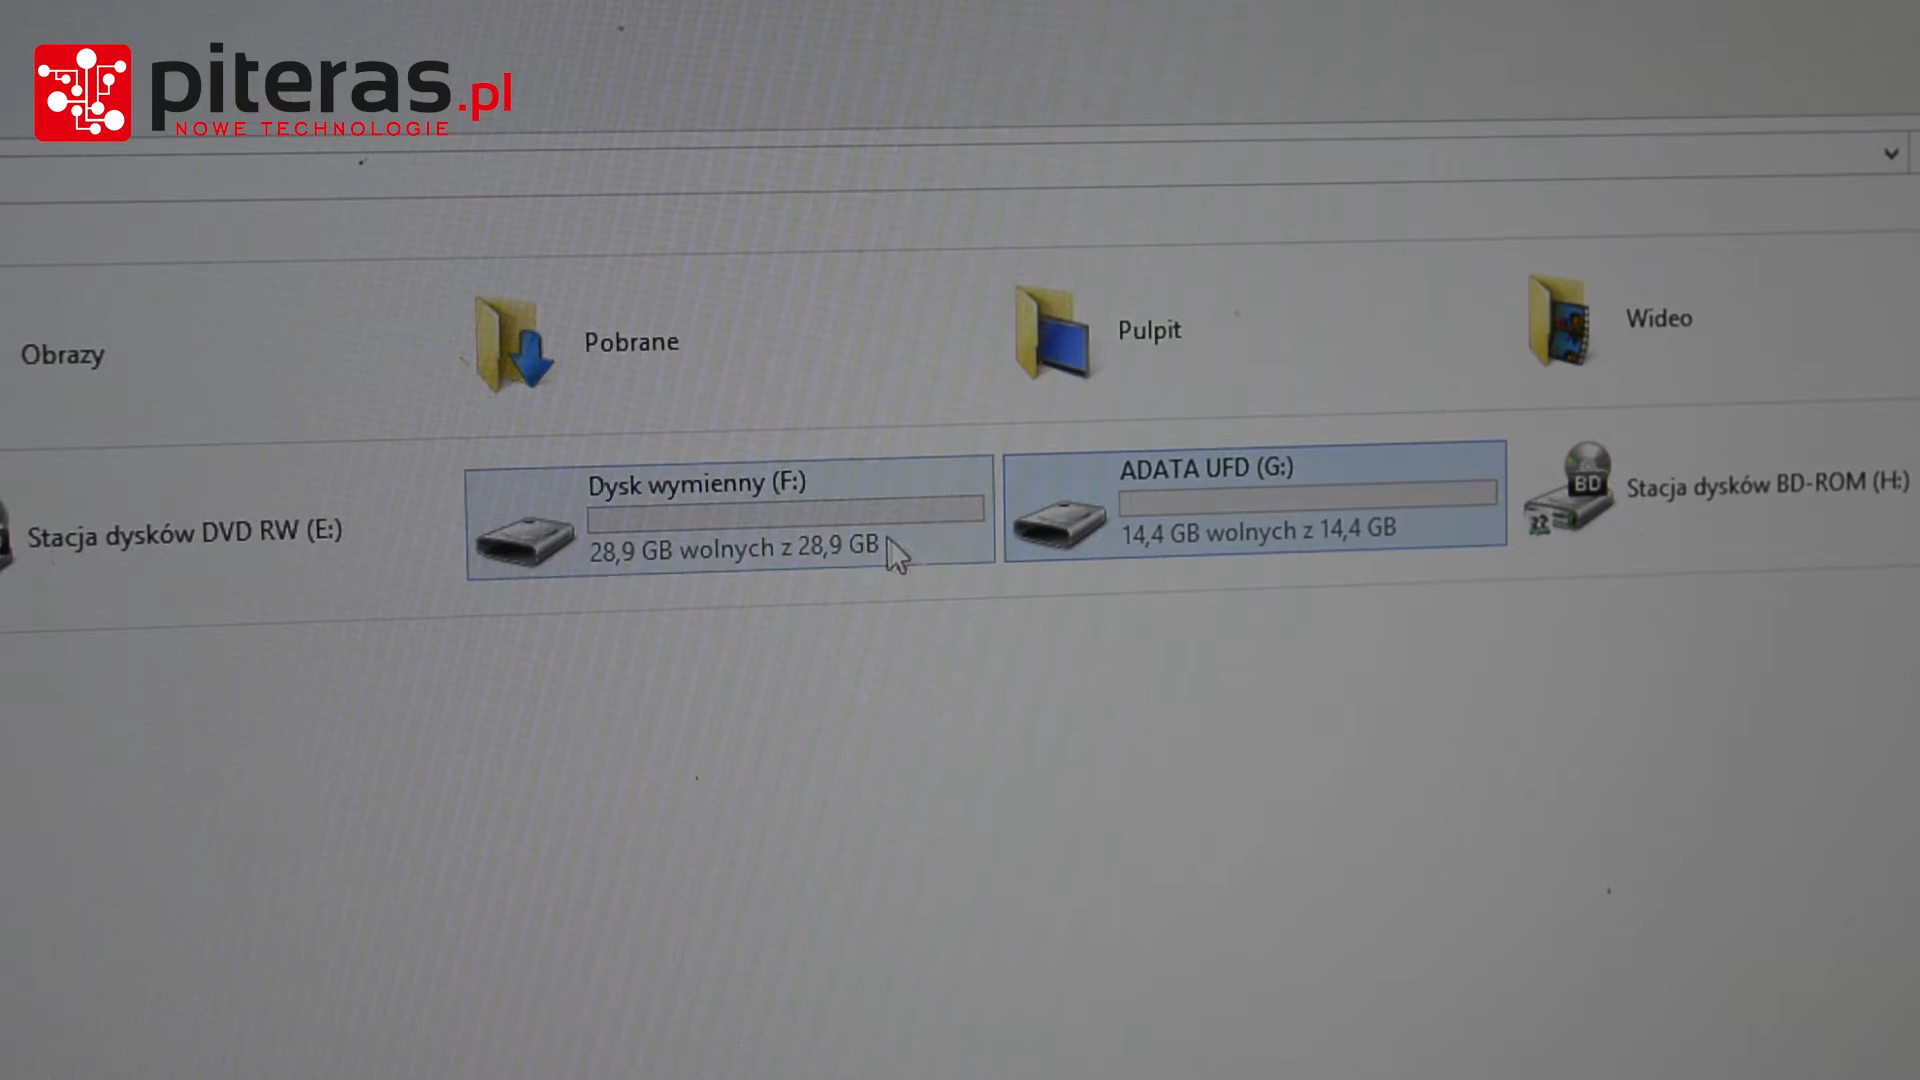 piteras.pl
NOWE TECHNOLOGIE
Obrazy
Pobrane
Pulpit
Wideo
Stacja dysków DVD RW (E:)
Dysk wymienny (F:)
28,9 GB wolnych z 28,9 GB
ADATA UFD (G:)
14,4 GB wolnych z 14,4 GB
BD
Stacja dysków BD-ROM (H:)